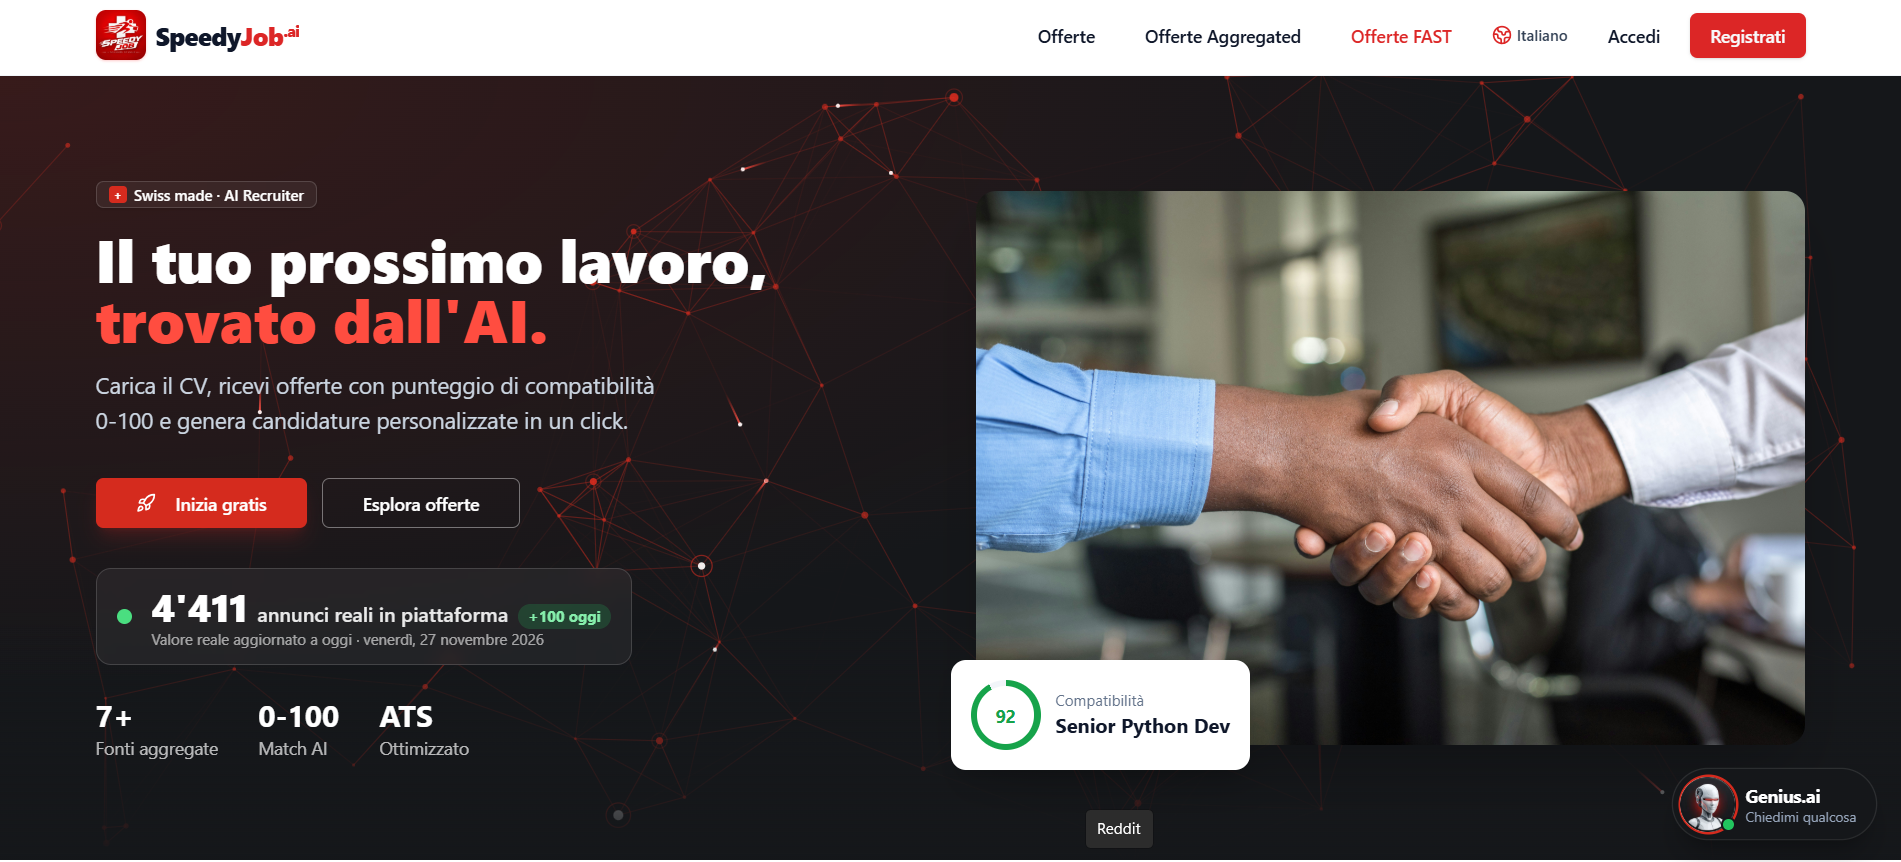 SPEEDY
JOB
SpeedyJob.ai
Offerte
Offerte Aggregated
Offerte FAST
Italiano
Accedi
Registrati
Swiss made · AI Recruiter
Il tuo prossimo lavoro,
trovato dall'AI.
Carica il CV, ricevi offerte con punteggio di compatibilità
0-100 e genera candidature personalizzate in un click.
Inizia gratis
Esplora offerte
4'411 annunci reali in piattaforma +100 oggi
Valore reale aggiornato a oggi · venerdì, 27 novembre 2026
7+
Fonti aggregate
0-100
Match AI
ATS
Ottimizzato
92
Compatibilità
Senior Python Dev
Reddit
Genius.ai
Chiedimi qualcosa